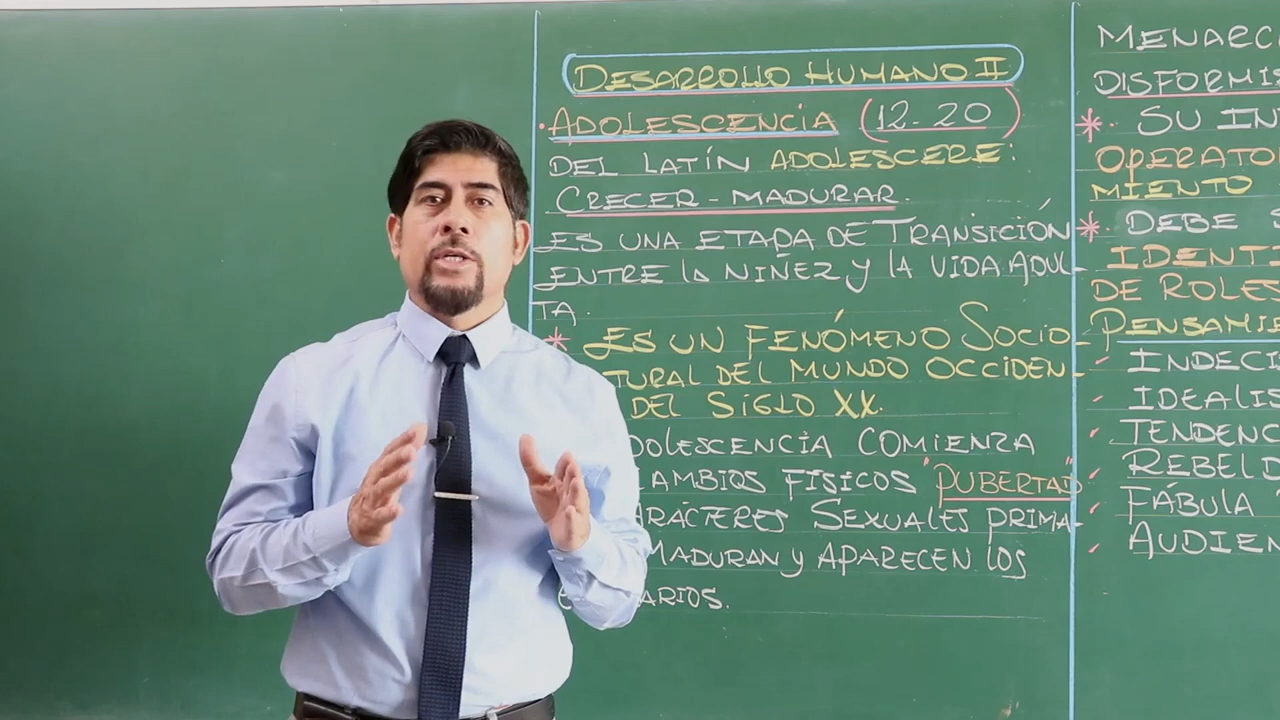 DESARROLLO HUMANO II
· ADOLESCENCIA (12-20)
DEL LATÍN ADOLESCERE:
CRECER-MADURAR.
ES UNA ETAPA DE TRANSICIÓN
ENTRE LA NIÑEZ Y LA VIDA ADUL-
TA.
* ES UN FENÓMENO SOCIO-
TURAL DEL MUNDO OCCIDEN-
DEL SIGLO XX.
DOLESCENCIA COMIENZA
CAMBIOS FÍSICOS "PUBERTAD"
ARÁCTERES SEXUALES PRIMA-
MADURAN Y APARECEN LOS
ARIOS.
MENARC
DISFORMIS
* SU IN
OPERATO
MIENTO
* DEBE S
IDENTI
DE ROLES
PENSAMIE
INDECI
IDEALIS
TENDENC
REBELD
FÁBULA
AUDIEN